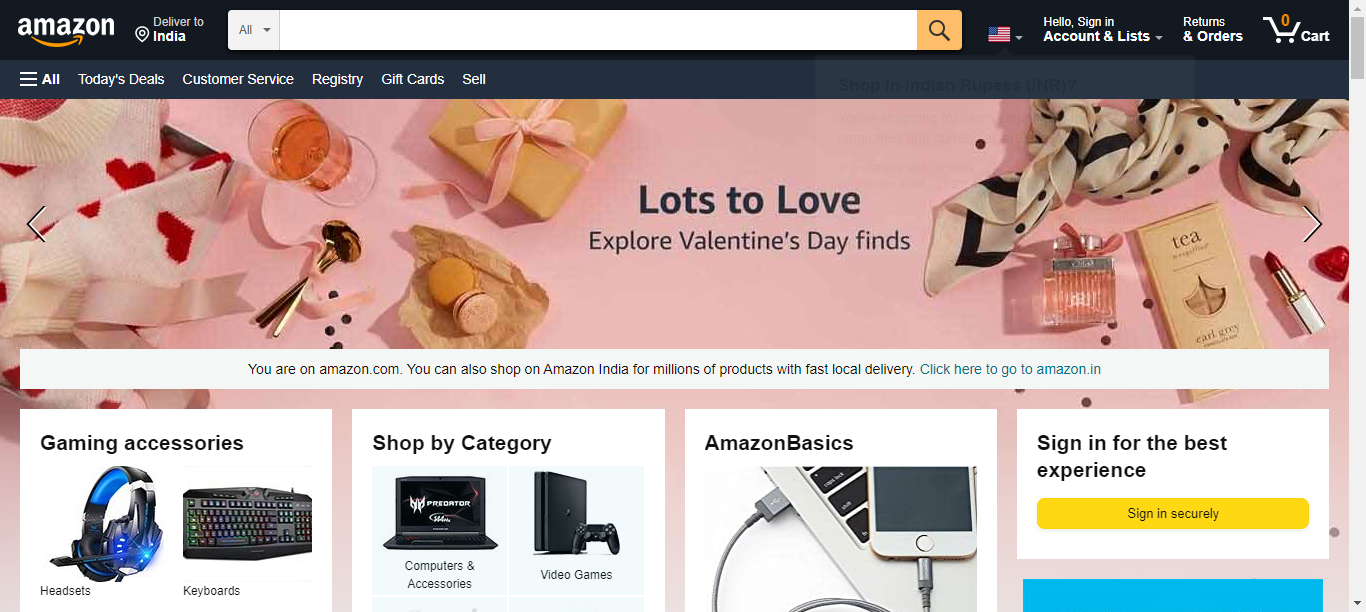 amazon
Deliver to
India
All
Hello, Sign in
Account & Lists
Returns
& Orders
0
Cart
All
Today's Deals
Customer Service
Registry
Gift Cards
Sell
Shop in Indian Rupees (INR)?
Lots to Love
Explore Valentine's Day finds
tea
earl grey
You are on amazon.com. You can also shop on Amazon India for millions of products with fast local delivery. Click here to go to amazon.in
Gaming accessories
Headsets
Keyboards
Shop by Category
PREDATOR
Computers &
Accessories
Video Games
AmazonBasics
Sign in for the best
experience
Sign in securely